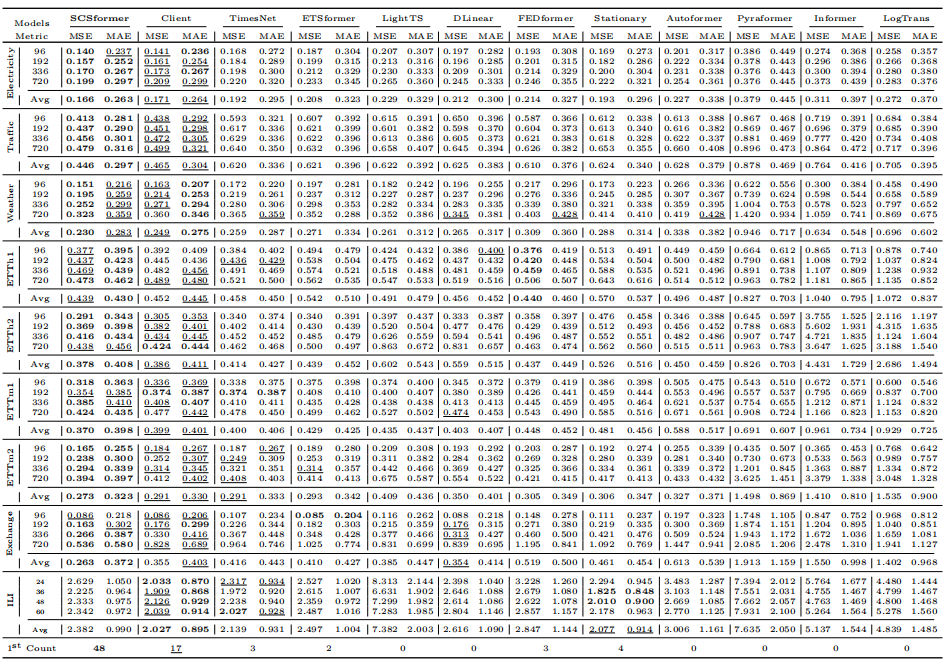 Models SCSformer Client TimesNet ETSformer LightTS DLinear FEDformer Stationary Autoformer Pyraformer Informer LogTrans
Metric MSE MAE MSE MAE MSE MAE MSE MAE MSE MAE MSE MAE MSE MAE MSE MAE MSE MAE MSE MAE MSE MAE MSE MAE
Electricity
96 0.140 0.237 0.141 0.236 0.168 0.272 0.187 0.304 0.207 0.307 0.197 0.282 0.193 0.308 0.169 0.273 0.201 0.317 0.386 0.449 0.274 0.368 0.258 0.357
192 0.157 0.252 0.161 0.254 0.184 0.289 0.199 0.315 0.213 0.316 0.196 0.285 0.201 0.315 0.182 0.286 0.222 0.334 0.378 0.443 0.296 0.386 0.266 0.368
336 0.170 0.267 0.173 0.267 0.198 0.300 0.212 0.329 0.230 0.333 0.209 0.301 0.214 0.329 0.200 0.304 0.231 0.338 0.376 0.443 0.300 0.394 0.280 0.380
720 0.199 0.297 0.209 0.299 0.220 0.320 0.233 0.345 0.265 0.360 0.245 0.333 0.246 0.355 0.222 0.321 0.254 0.361 0.376 0.445 0.373 0.439 0.283 0.376
Avg 0.166 0.263 0.171 0.264 0.192 0.295 0.208 0.323 0.229 0.329 0.212 0.300 0.214 0.327 0.193 0.296 0.227 0.338 0.379 0.445 0.311 0.397 0.272 0.370
Traffic
96 0.413 0.281 0.438 0.292 0.593 0.321 0.607 0.392 0.615 0.391 0.650 0.396 0.587 0.366 0.612 0.338 0.613 0.388 0.867 0.468 0.719 0.391 0.684 0.384
192 0.437 0.290 0.451 0.298 0.617 0.336 0.621 0.399 0.601 0.382 0.598 0.370 0.604 0.373 0.613 0.340 0.616 0.382 0.869 0.467 0.696 0.379 0.685 0.390
336 0.456 0.301 0.472 0.305 0.629 0.336 0.622 0.396 0.613 0.386 0.605 0.373 0.621 0.383 0.618 0.328 0.622 0.337 0.881 0.469 0.777 0.420 0.734 0.408
720 0.479 0.316 0.499 0.321 0.640 0.350 0.632 0.396 0.658 0.407 0.645 0.394 0.626 0.382 0.653 0.355 0.660 0.408 0.896 0.473 0.864 0.472 0.717 0.396
Avg 0.446 0.297 0.465 0.304 0.620 0.336 0.621 0.396 0.622 0.392 0.625 0.383 0.610 0.376 0.624 0.340 0.628 0.379 0.878 0.469 0.764 0.416 0.705 0.395
Weather
96 0.151 0.216 0.163 0.207 0.172 0.220 0.197 0.281 0.182 0.242 0.196 0.255 0.217 0.296 0.173 0.223 0.266 0.336 0.622 0.556 0.300 0.384 0.458 0.490
192 0.195 0.259 0.214 0.253 0.219 0.261 0.237 0.312 0.227 0.287 0.237 0.296 0.276 0.336 0.245 0.285 0.307 0.367 0.739 0.624 0.598 0.544 0.658 0.589
336 0.252 0.299 0.271 0.294 0.280 0.306 0.298 0.353 0.282 0.334 0.283 0.335 0.339 0.380 0.321 0.338 0.359 0.395 1.004 0.753 0.578 0.523 0.797 0.652
720 0.323 0.359 0.360 0.346 0.365 0.359 0.352 0.288 0.352 0.386 0.345 0.381 0.403 0.428 0.414 0.410 0.419 0.428 1.420 0.934 1.059 0.741 0.869 0.675
Avg 0.230 0.283 0.249 0.275 0.259 0.287 0.271 0.334 0.261 0.312 0.265 0.317 0.309 0.360 0.288 0.314 0.338 0.382 0.946 0.717 0.634 0.548 0.696 0.602
ETTh1
96 0.377 0.395 0.392 0.409 0.384 0.402 0.494 0.479 0.424 0.432 0.386 0.400 0.376 0.419 0.513 0.491 0.449 0.459 0.664 0.612 0.865 0.713 0.878 0.740
192 0.437 0.423 0.445 0.436 0.436 0.429 0.538 0.504 0.475 0.462 0.437 0.432 0.420 0.448 0.534 0.504 0.500 0.482 0.790 0.681 1.008 0.792 1.037 0.824
336 0.469 0.439 0.482 0.456 0.491 0.469 0.574 0.521 0.518 0.488 0.481 0.459 0.459 0.465 0.588 0.535 0.521 0.496 0.891 0.738 1.107 0.809 1.238 0.932
720 0.473 0.462 0.489 0.480 0.521 0.500 0.562 0.535 0.547 0.533 0.519 0.516 0.506 0.507 0.643 0.616 0.514 0.512 0.963 0.782 1.181 0.865 1.135 0.852
Avg 0.439 0.430 0.452 0.445 0.458 0.450 0.542 0.510 0.491 0.479 0.456 0.452 0.440 0.460 0.570 0.537 0.496 0.487 0.827 0.703 1.040 0.795 1.072 0.837
ETTh2
96 0.291 0.343 0.305 0.353 0.340 0.374 0.340 0.391 0.397 0.437 0.333 0.387 0.358 0.397 0.476 0.458 0.346 0.388 0.645 0.597 3.755 1.525 2.116 1.197
192 0.369 0.398 0.382 0.401 0.402 0.414 0.430 0.439 0.520 0.504 0.477 0.476 0.429 0.439 0.512 0.493 0.456 0.452 0.788 0.683 5.602 1.931 4.315 1.635
336 0.416 0.434 0.434 0.445 0.452 0.452 0.485 0.479 0.626 0.559 0.594 0.541 0.496 0.487 0.552 0.551 0.482 0.486 0.907 0.747 4.721 1.835 1.124 1.604
720 0.438 0.456 0.424 0.444 0.462 0.468 0.500 0.497 0.863 0.672 0.831 0.657 0.463 0.474 0.562 0.560 0.515 0.511 0.963 0.783 3.647 1.625 3.188 1.540
Avg 0.378 0.408 0.386 0.411 0.414 0.427 0.439 0.452 0.602 0.543 0.559 0.515 0.437 0.449 0.526 0.516 0.450 0.459 0.826 0.703 4.431 1.729 2.686 1.494
ETTm1
96 0.318 0.363 0.336 0.369 0.338 0.375 0.375 0.398 0.374 0.400 0.345 0.372 0.379 0.419 0.386 0.398 0.505 0.475 0.543 0.510 0.672 0.571 0.600 0.546
192 0.354 0.385 0.374 0.387 0.374 0.387 0.408 0.410 0.400 0.407 0.380 0.389 0.426 0.441 0.459 0.444 0.553 0.496 0.557 0.537 0.795 0.669 0.837 0.700
336 0.385 0.410 0.408 0.407 0.410 0.411 0.435 0.428 0.438 0.438 0.413 0.413 0.445 0.459 0.495 0.464 0.621 0.537 0.754 0.655 1.212 0.871 1.124 0.832
720 0.424 0.435 0.477 0.442 0.478 0.450 0.499 0.462 0.527 0.502 0.474 0.453 0.543 0.490 0.585 0.516 0.671 0.561 0.908 0.724 1.166 0.823 1.153 0.820
Avg 0.370 0.398 0.399 0.401 0.400 0.406 0.429 0.425 0.435 0.437 0.403 0.407 0.448 0.452 0.481 0.456 0.588 0.517 0.691 0.607 0.961 0.734 0.929 0.725
ETTm2
96 0.165 0.255 0.184 0.267 0.187 0.267 0.189 0.280 0.209 0.308 0.193 0.292 0.203 0.287 0.192 0.274 0.255 0.339 0.435 0.507 0.365 0.453 0.768 0.642
192 0.238 0.300 0.252 0.307 0.249 0.309 0.253 0.319 0.311 0.382 0.284 0.362 0.269 0.328 0.280 0.339 0.281 0.340 0.730 0.673 0.533 0.563 0.989 0.757
336 0.294 0.339 0.314 0.345 0.321 0.351 0.314 0.357 0.442 0.466 0.369 0.427 0.325 0.366 0.334 0.361 0.339 0.372 1.201 0.845 1.363 0.887 1.334 0.872
720 0.394 0.397 0.412 0.402 0.408 0.403 0.414 0.413 0.675 0.587 0.554 0.522 0.421 0.415 0.417 0.413 0.433 0.432 3.625 1.451 3.379 1.338 3.048 1.328
Avg 0.273 0.323 0.291 0.330 0.291 0.333 0.293 0.342 0.409 0.436 0.350 0.401 0.305 0.349 0.306 0.347 0.327 0.371 1.498 0.869 1.410 0.810 1.535 0.900
Exchange
96 0.086 0.218 0.086 0.206 0.107 0.234 0.085 0.204 0.116 0.262 0.088 0.218 0.148 0.278 0.111 0.237 0.197 0.323 1.748 1.105 0.847 0.752 0.968 0.812
192 0.163 0.302 0.176 0.299 0.226 0.344 0.182 0.303 0.215 0.359 0.176 0.315 0.271 0.380 0.219 0.335 0.300 0.369 1.874 1.151 1.204 0.895 1.040 0.851
336 0.266 0.387 0.330 0.416 0.367 0.448 0.348 0.428 0.377 0.466 0.313 0.427 0.460 0.500 0.421 0.476 0.509 0.524 1.943 1.172 1.672 1.036 1.659 1.081
720 0.536 0.580 0.828 0.689 0.964 0.746 1.025 0.774 0.831 0.699 0.839 0.695 1.195 0.841 1.092 0.769 1.447 0.941 2.085 1.206 2.478 1.310 1.941 1.127
Avg 0.263 0.372 0.355 0.403 0.416 0.443 0.410 0.427 0.385 0.447 0.354 0.414 0.519 0.500 0.461 0.454 0.613 0.539 1.913 1.159 1.550 0.998 1.402 0.968
ILI
24 2.629 1.050 2.033 0.870 2.317 0.934 2.527 1.020 8.313 2.144 2.398 1.040 3.228 1.260 2.294 0.945 3.483 1.287 7.394 2.012 5.764 1.677 4.480 1.444
36 2.225 0.964 1.909 0.868 1.972 0.920 2.615 1.007 6.631 1.902 2.646 1.088 2.679 1.080 1.825 0.848 3.103 1.148 7.551 2.031 4.755 1.467 4.799 1.467
48 2.333 0.975 2.126 0.929 2.238 0.940 2.359 0.972 7.299 1.982 2.614 1.086 2.622 1.078 2.010 0.900 2.669 1.085 7.662 2.057 4.763 1.469 4.800 1.468
60 2.342 0.972 2.039 0.914 2.027 0.928 2.487 1.016 7.283 1.985 2.804 1.146 2.857 1.157 2.178 0.963 2.770 1.125 7.931 2.100 5.264 1.564 5.278 1.560
Avg 2.382 0.990 2.027 0.895 2.139 0.931 2.497 1.004 7.382 2.003 2.616 1.090 2.847 1.144 2.077 0.914 3.006 1.161 7.635 2.050 5.137 1.544 4.839 1.485
1st Count 48 17 3 2 0 0 3 4 0 0 0 0